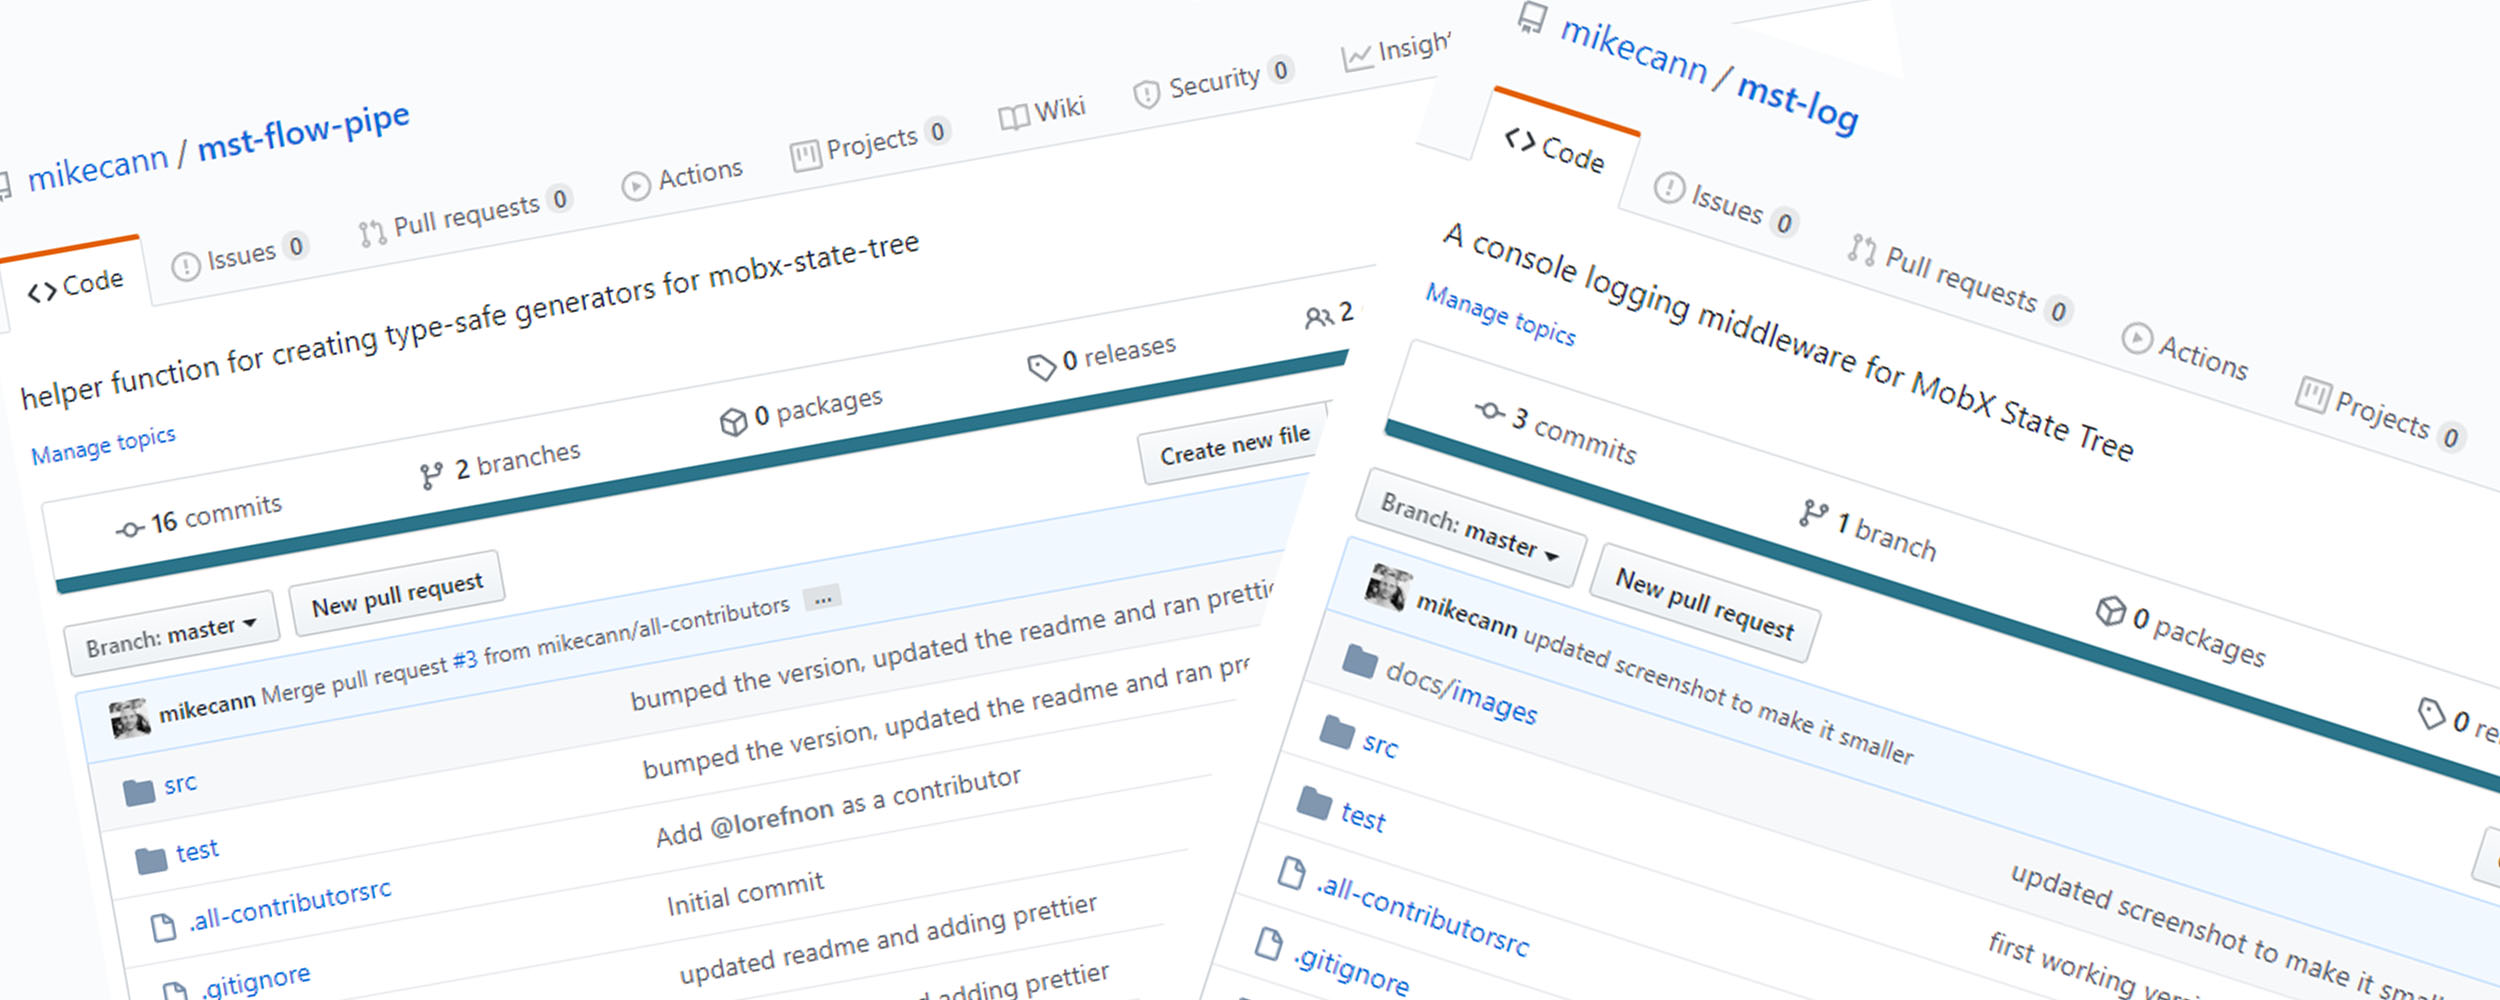 mikecann / mst-flow-pipe
Code
Issues 0
Pull requests 0
Actions
Projects 0
Wiki
Security 0
helper function for creating type-safe generators for mobx-state-tree
Manage topics
16 commits
2 branches
0 packages
0 releases
2
Create new file
Branch: master
New pull request
mikecann Merge pull request #3 from mikecann/all-contributors ...
src
bumped the version, updated the readme and ran
test
bumped the version, updated the readme and ran
.all-contributorsrc
Add @lorefnon as a contributor
.gitignore
Initial commit
updated readme and adding prettier
adding prettier
mikecann / mst-log
Code
Issues 0
Pull requests 0
Actions
Projects 0
A console logging middleware for MobX State Tree
Manage topics
3 commits
1 branch
0 packages
0
Branch: master
New pull request
mikecann updated screenshot to make it smaller
docs/images
updated screenshot to make it
src
first working
test
.all-contributorsrc
.gitignore